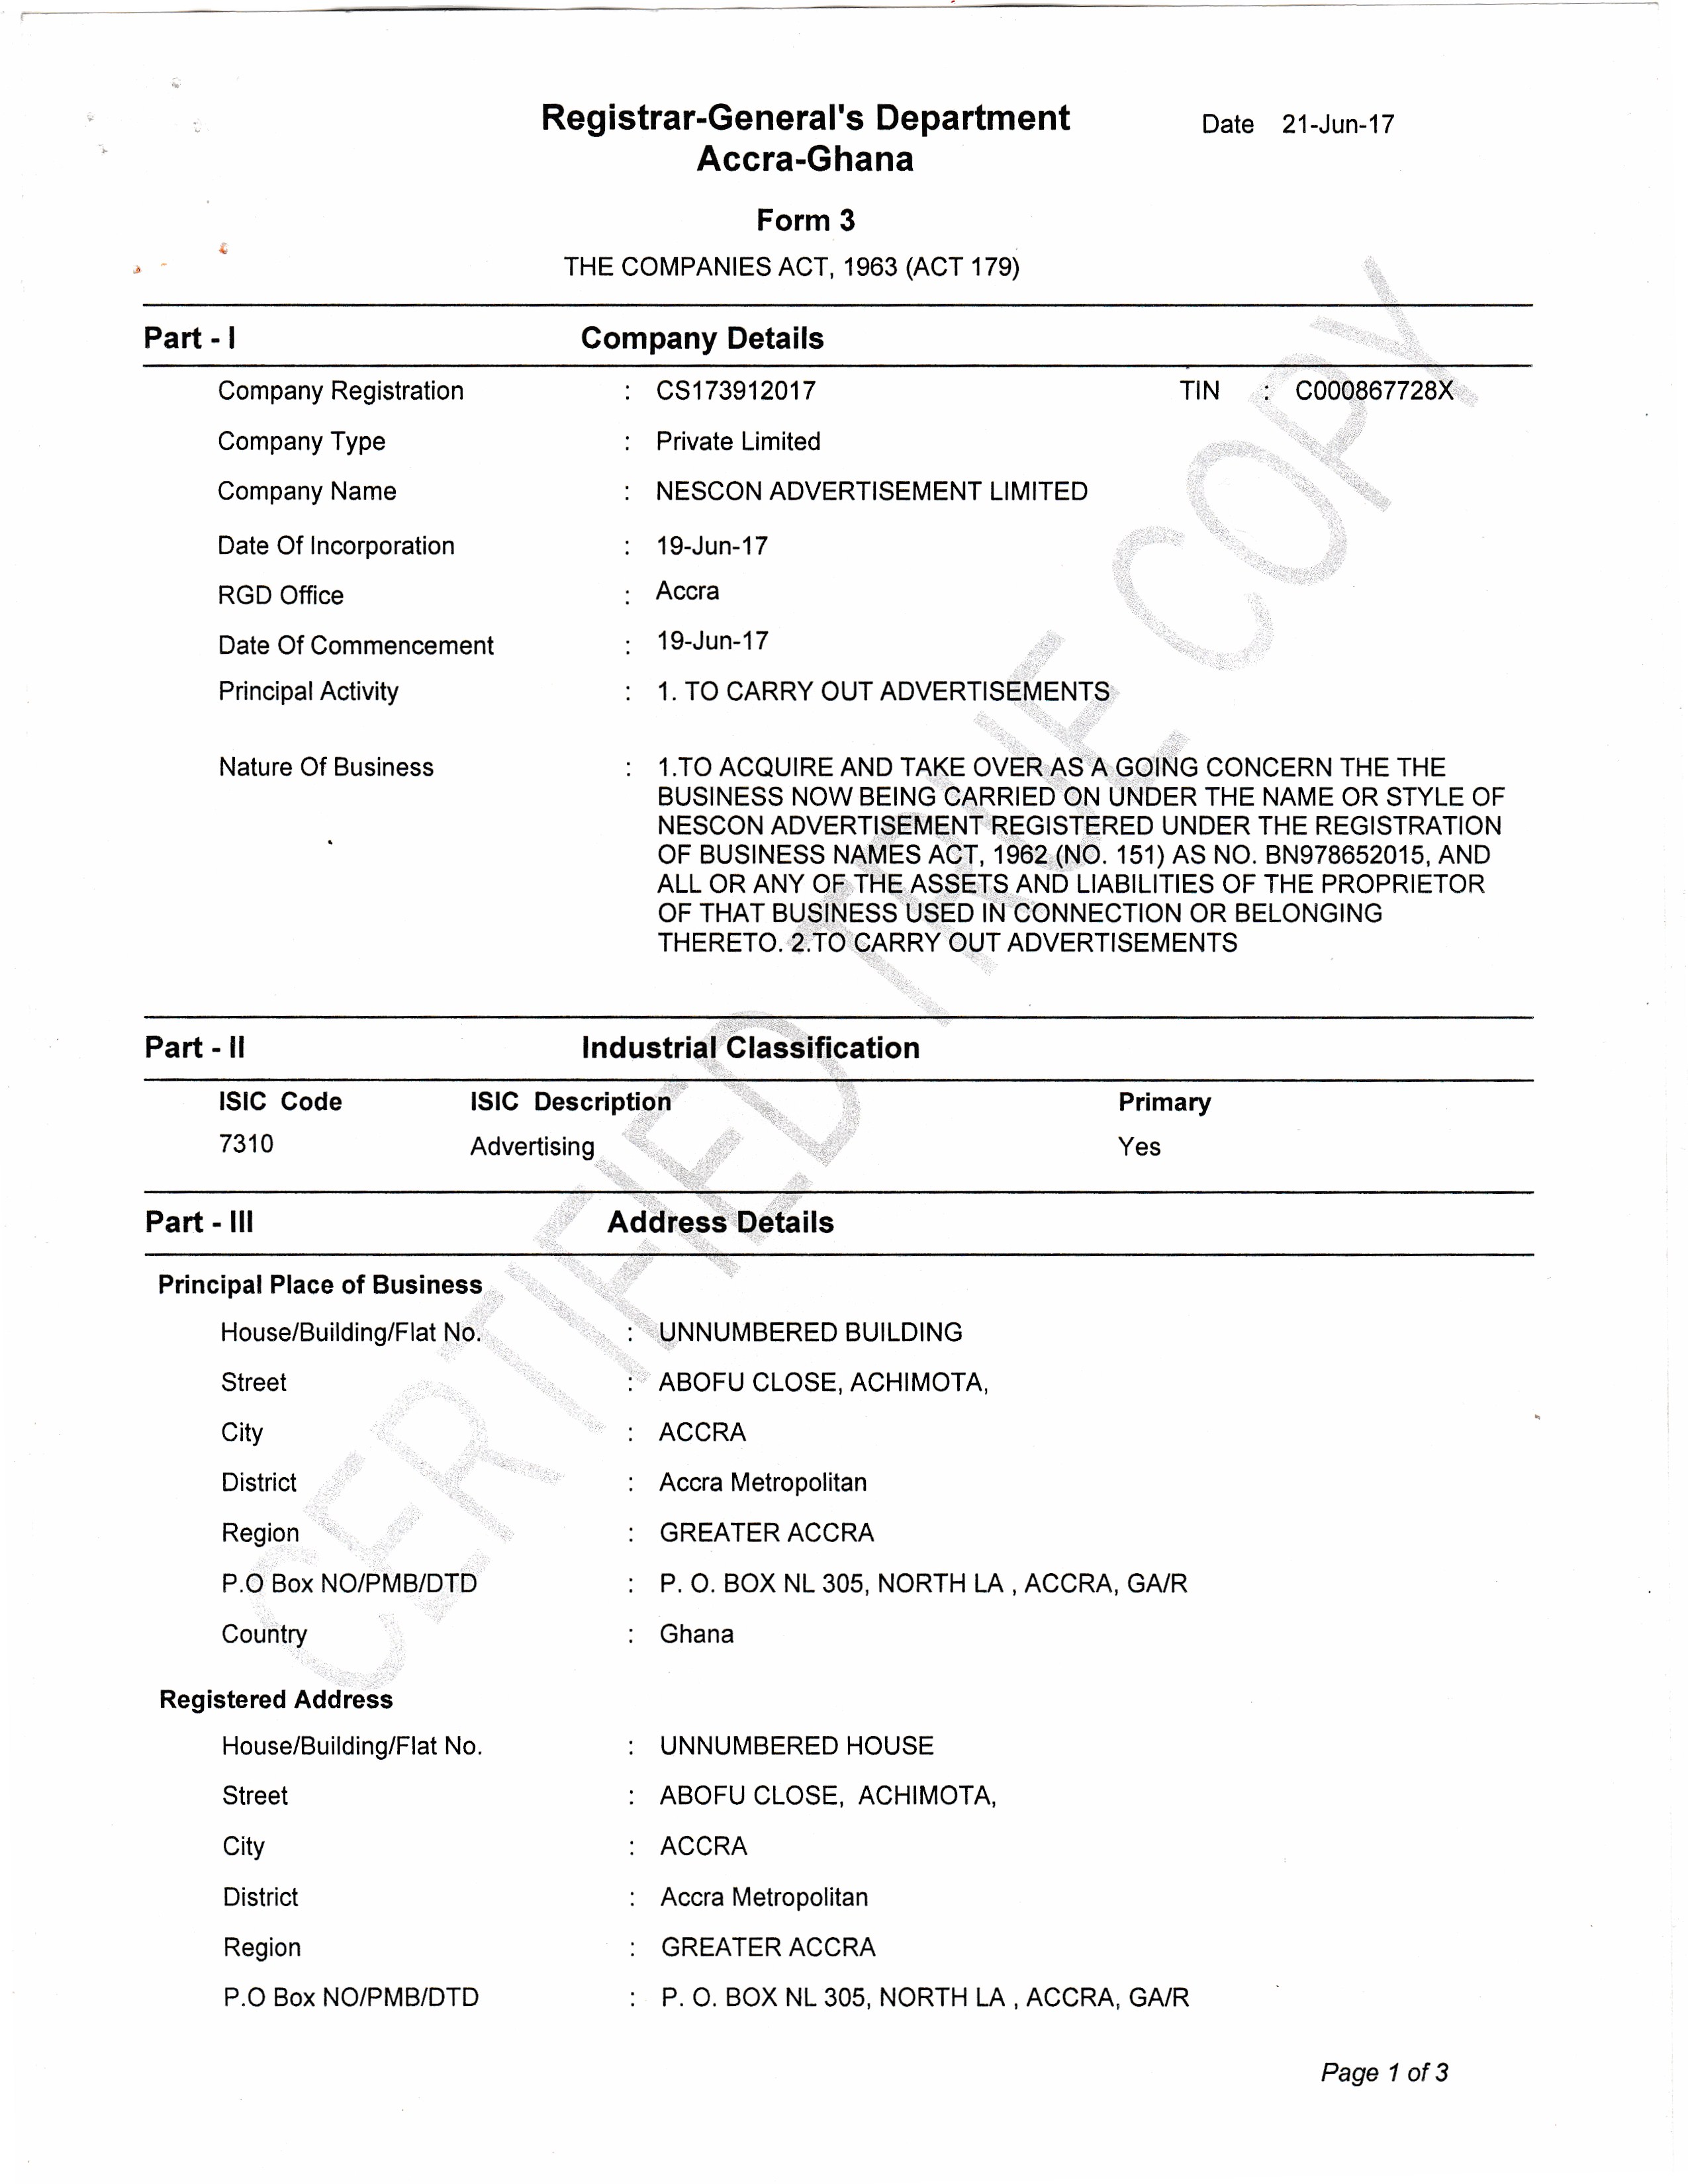 Registrar-General's Department
Date 21-Jun-17
Accra-Ghana
Form 3
THE COMPANIES ACT, 1963 (ACT 179)
Part - I Company Details
Company Registration : CS173912017 TIN : C000867728X
Company Type : Private Limited
Company Name : NESCON ADVERTISEMENT LIMITED
Date Of Incorporation : 19-Jun-17
RGD Office : Accra
Date Of Commencement : 19-Jun-17
Principal Activity : 1. TO CARRY OUT ADVERTISEMENTS
Nature Of Business : 1.TO ACQUIRE AND TAKE OVER AS A GOING CONCERN THE THE
BUSINESS NOW BEING CARRIED ON UNDER THE NAME OR STYLE OF
NESCON ADVERTISEMENT REGISTERED UNDER THE REGISTRATION
OF BUSINESS NAMES ACT, 1962 (NO. 151) AS NO. BN978652015, AND
ALL OR ANY OF THE ASSETS AND LIABILITIES OF THE PROPRIETOR
OF THAT BUSINESS USED IN CONNECTION OR BELONGING
THERETO. 2.TO CARRY OUT ADVERTISEMENTS
Part - II Industrial Classification
ISIC Code ISIC Description Primary
7310 Advertising Yes
Part - III Address Details
Principal Place of Business
House/Building/Flat No. : UNNUMBERED BUILDING
Street : ABOFU CLOSE, ACHIMOTA,
City : ACCRA
District : Accra Metropolitan
Region : GREATER ACCRA
P.O Box NO/PMB/DTD : P. O. BOX NL 305, NORTH LA , ACCRA, GA/R
Country : Ghana
Registered Address
House/Building/Flat No. : UNNUMBERED HOUSE
Street : ABOFU CLOSE, ACHIMOTA,
City : ACCRA
District : Accra Metropolitan
Region : GREATER ACCRA
P.O Box NO/PMB/DTD : P. O. BOX NL 305, NORTH LA , ACCRA, GA/R
Page 1 of 3
CERTIFIED TRUE COPY